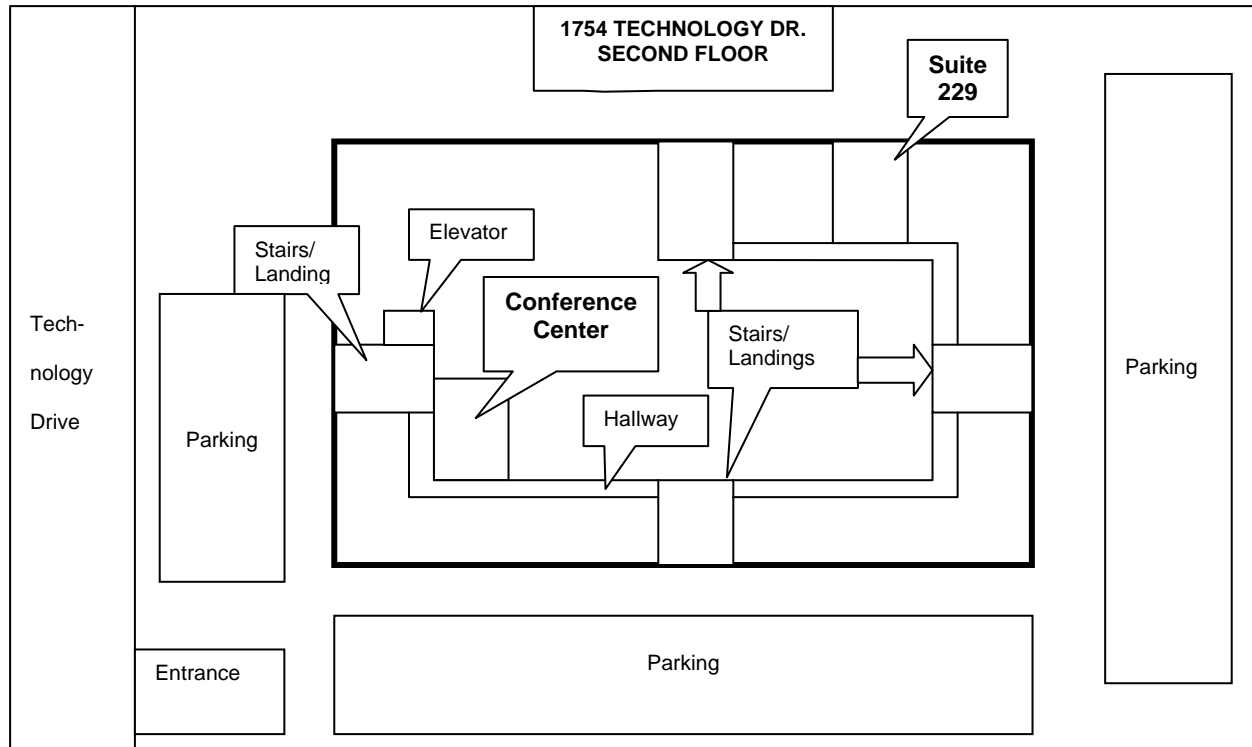 1754 TECHNOLOGY DR.
SECOND FLOOR
Suite
229
Elevator
Stairs/
Landing
Conference
Center
Stairs/
Landings
Tech-
nology
Drive
Parking
Hallway
Parking
Parking
Entrance